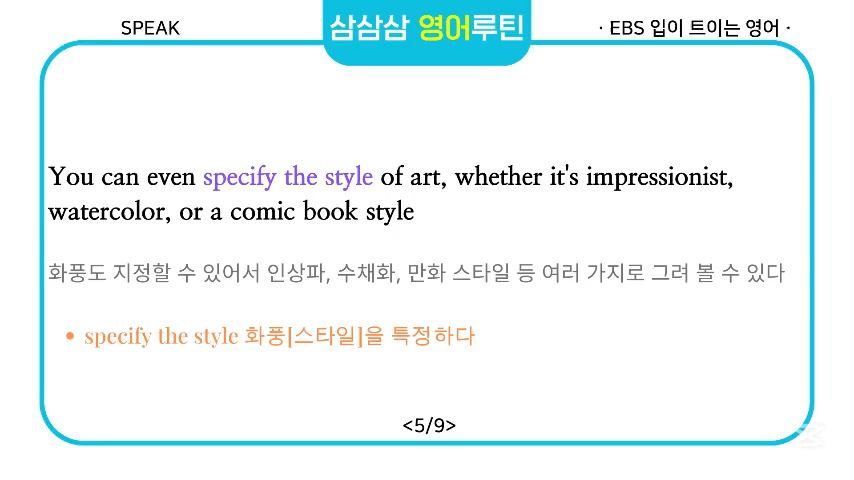 SPEAK
삼삼삼 영어루틴
· EBS 입이 트이는 영어 ·
You can even specify the style of art, whether it's impressionist,
watercolor, or a comic book style
화풍도 지정할 수 있어서 인상파, 수채화, 만화 스타일 등 여러 가지로 그려 볼 수 있다
• specify the style 화풍[스타일]을 특정하다
<5/9>